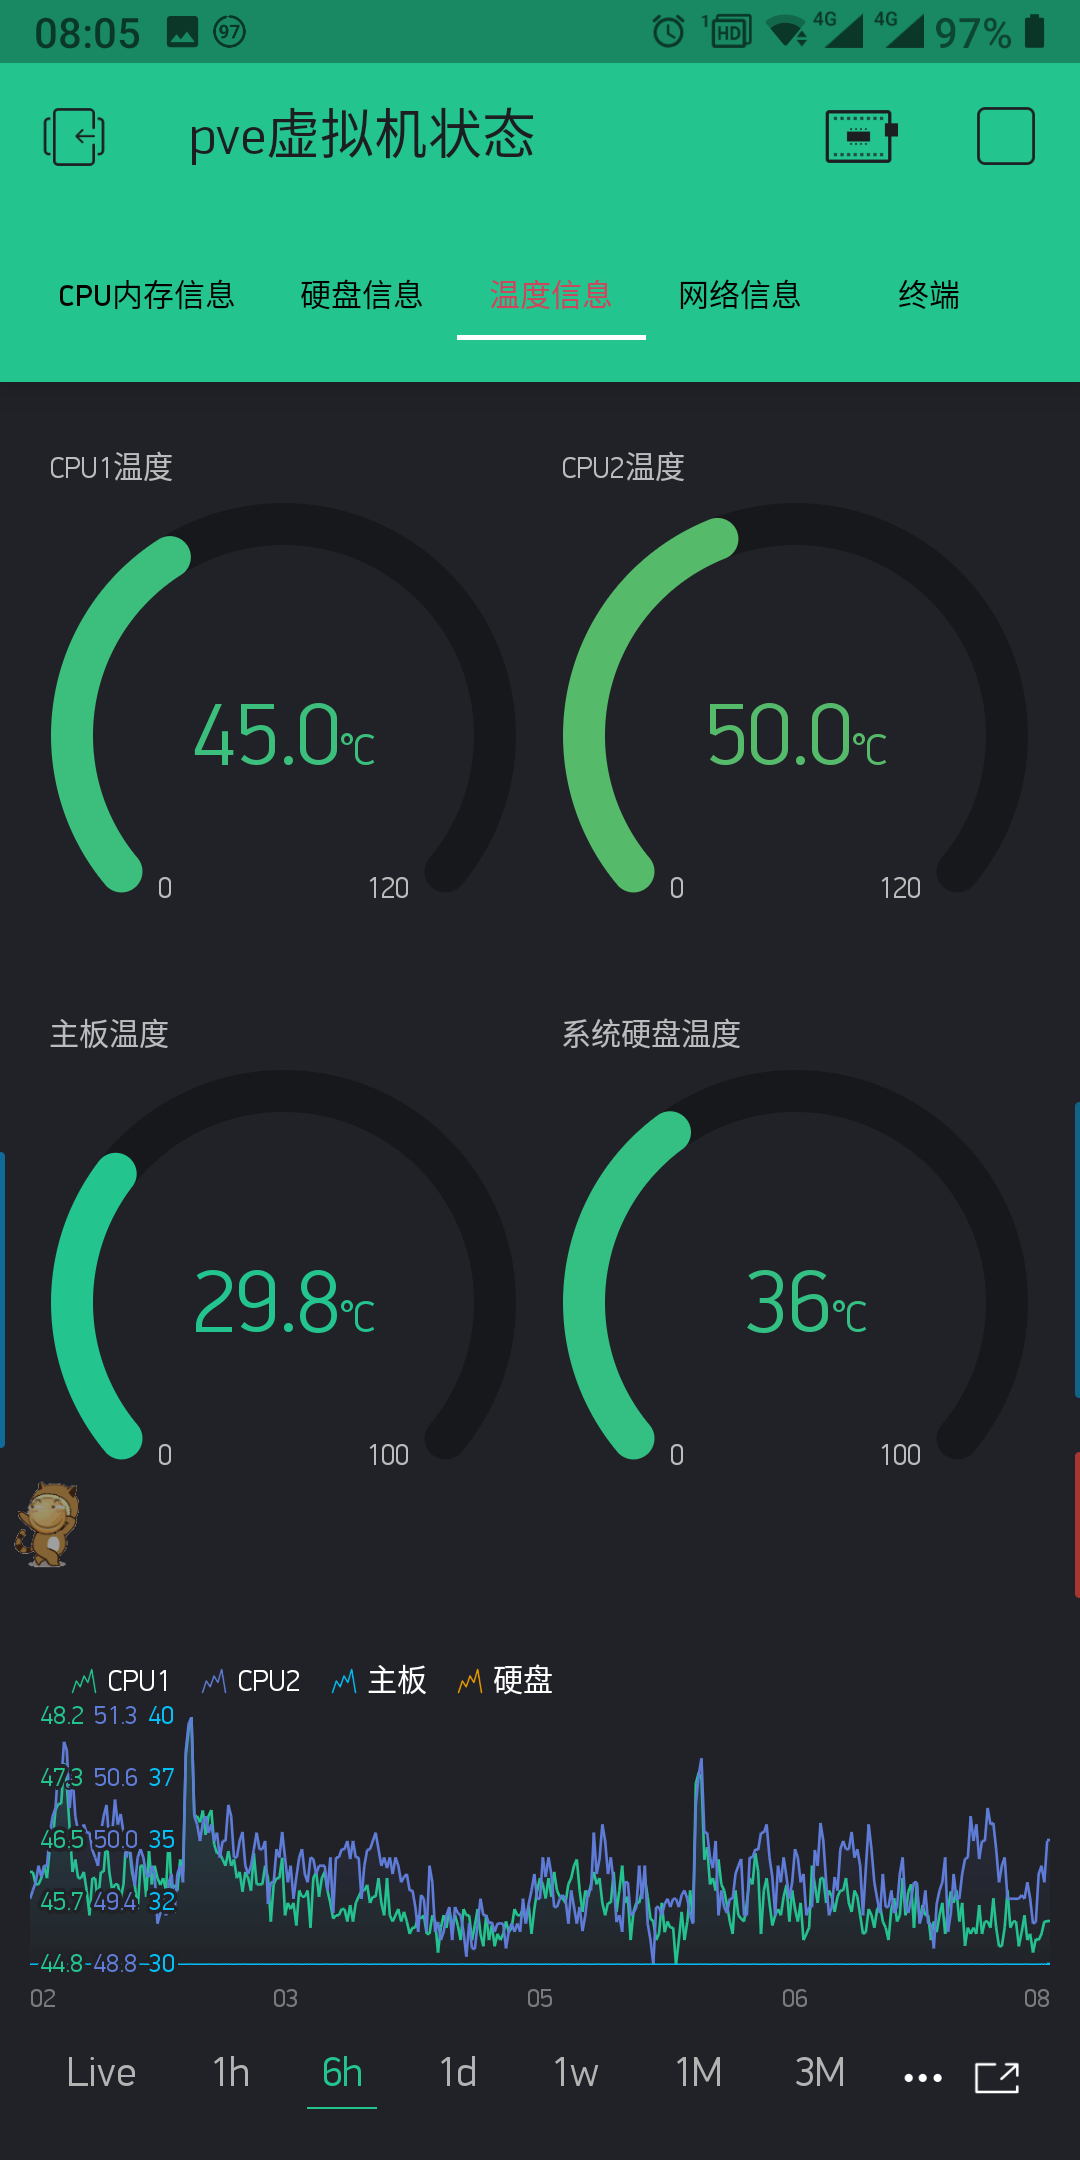 08:05 97 1 HD 4G 4G 97%
pve虚拟机状态
CPU内存信息 硬盘信息 温度信息 网络信息 终端
CPU1温度 CPU2温度
45.0℃ 50.0℃
0 120 0 120
主板温度 系统硬盘温度
29.8℃ 36℃
0 100 0 100
CPU1 CPU2 主板 硬盘
48.2 51.3 40
47.3 50.6 37
46.5 50.0 35
45.7 49.4 32
44.8 48.8 30
02 03 05 06 08
Live 1h 6h 1d 1w 1M 3M